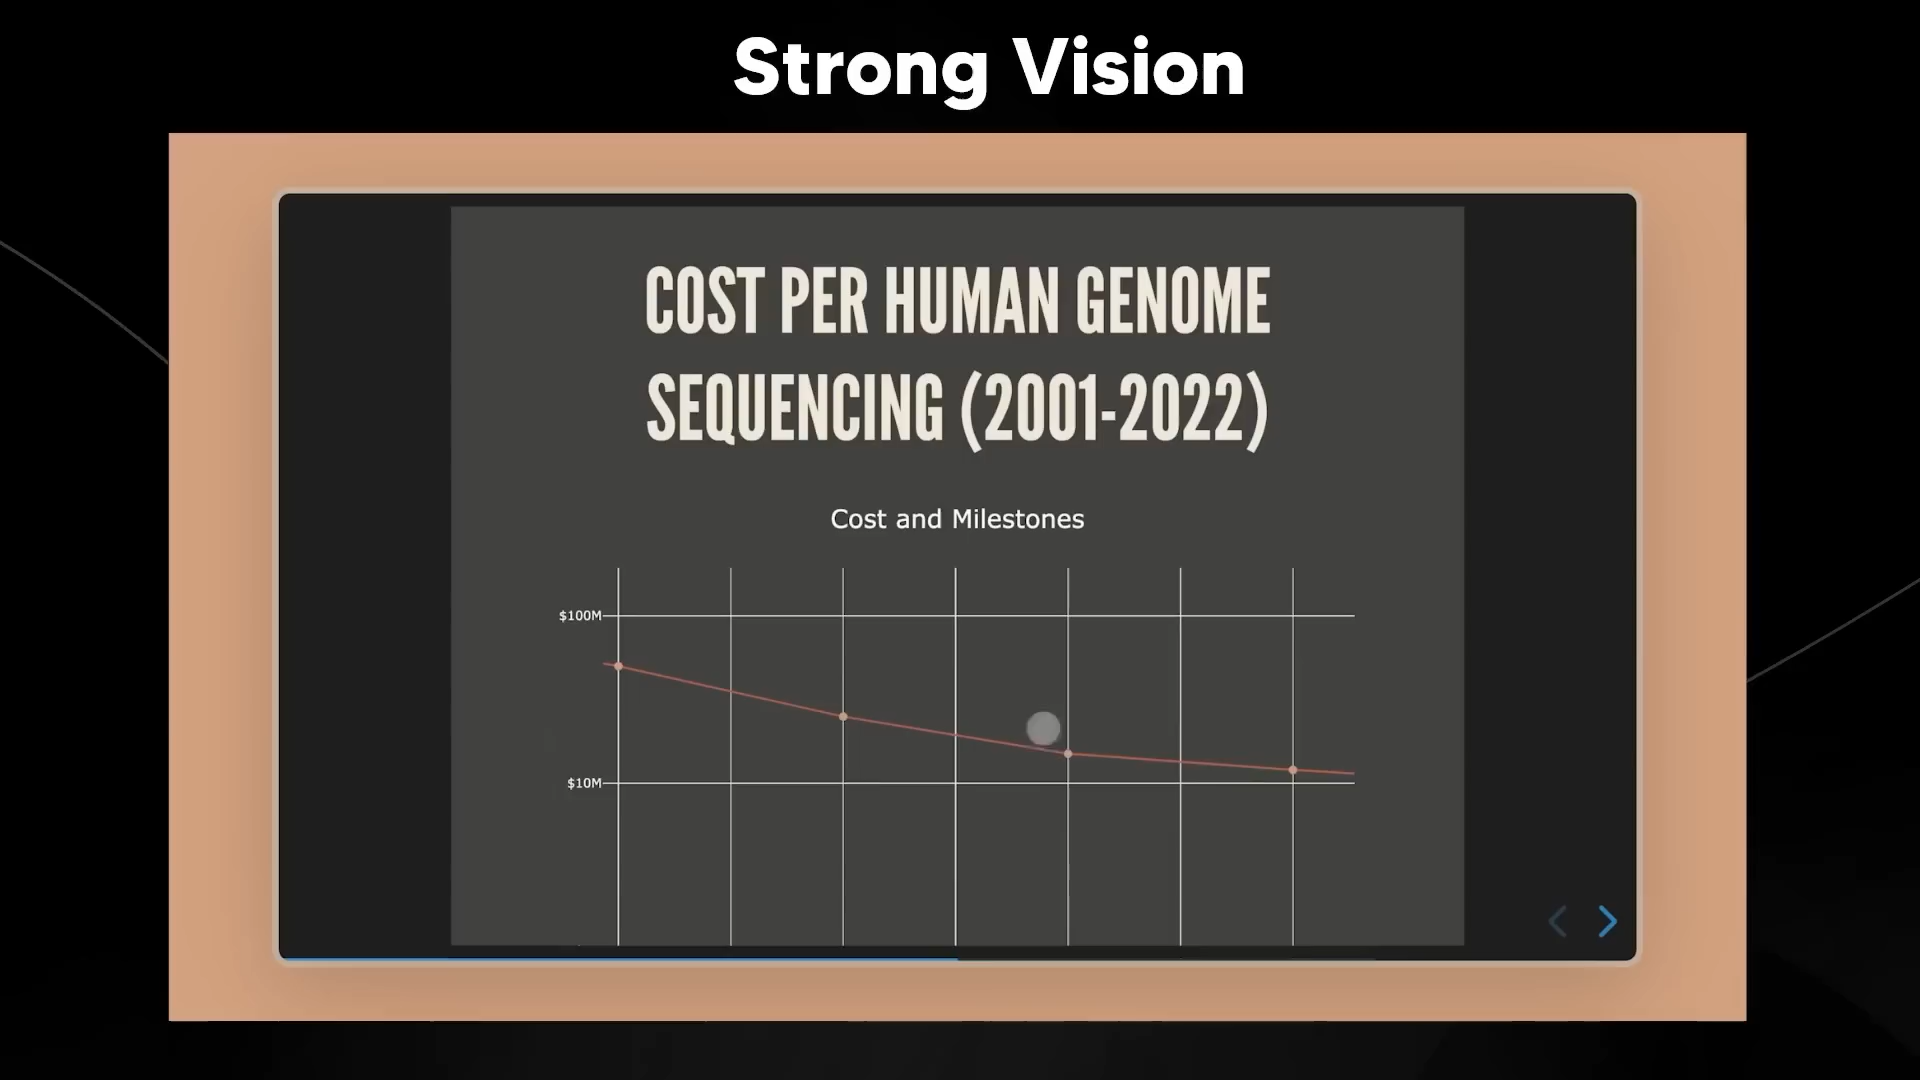 Strong Vision
COST PER HUMAN GENOME
SEQUENCING (2001-2022)
Cost and Milestones
$100M
$10M